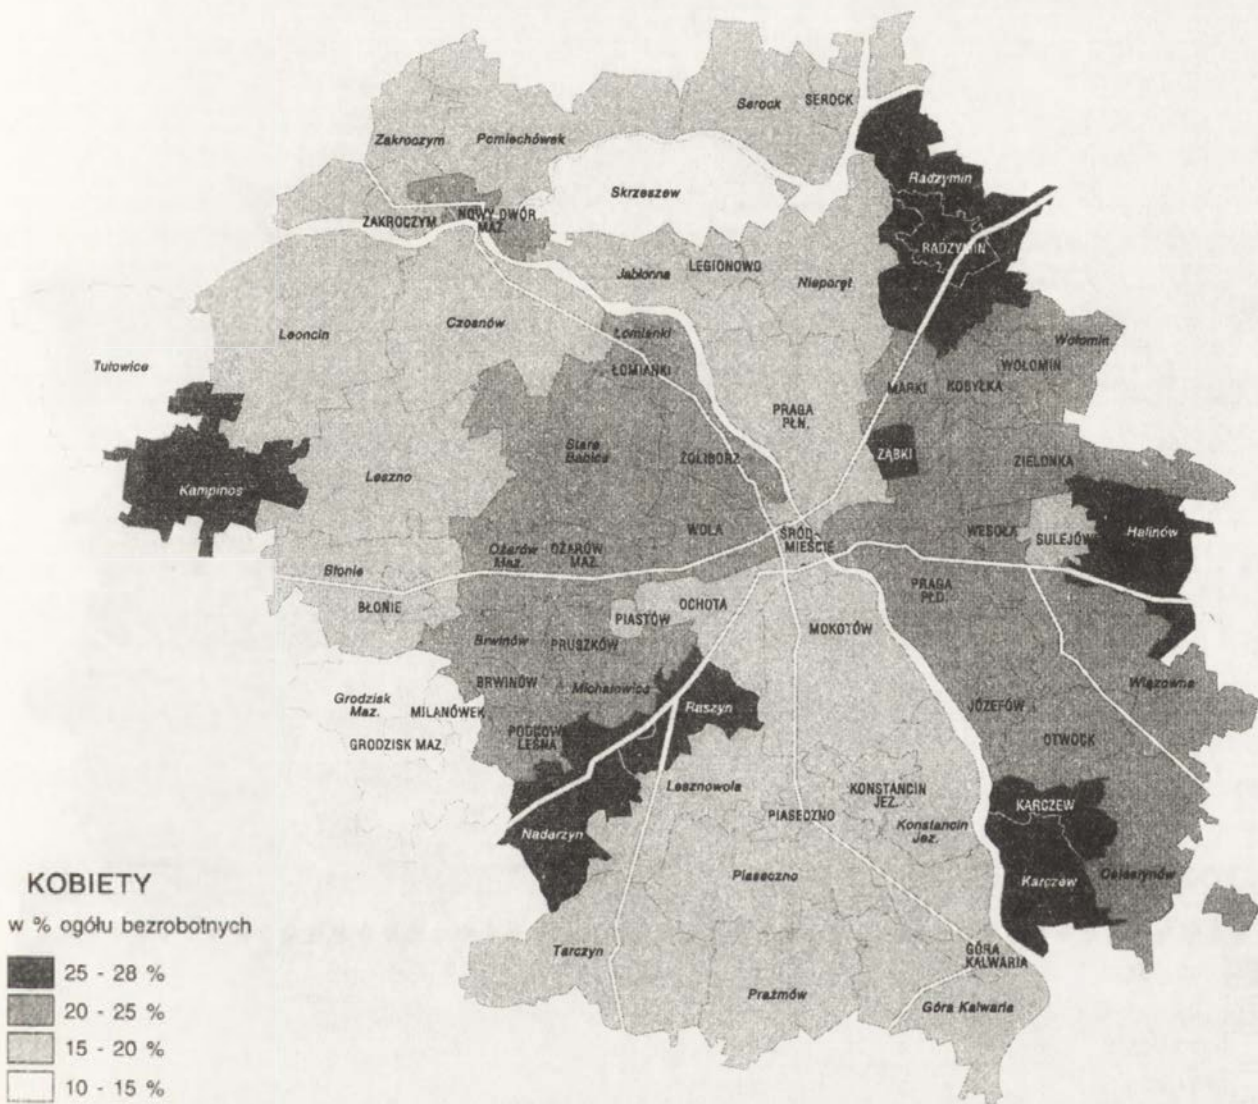 Serock
SEROCK
Zakroczym
Pomiechówek
Radzymin
Skrzeszew
ZAKROCZYM
NOWY DWÓR
MAZ.
RADZYMIN
Jabłonna
LEGIONOWO
Nieporęt
Leoncin
Czosnów
Łomianki
Wołomin
Tułowice
ŁOMIANKI
WOŁOMIN
MARKI
KOBYŁKA
PRAGA
PŁN.
Stare
Babice
ŻOLIBORZ
ZĄBKI
ZIELONKA
Leszno
Kampinos
WOLA
ŚRÓD-
MIEŚCIE
WESOŁA
SULEJÓW
Halinów
Ożarów
Maz.
OŻARÓW
MAZ.
Błonie
PRAGA
PŁD.
BŁONIE
OCHOTA
PIASTÓW
MOKOTÓW
Brwinów
PRUSZKÓW
BRWINÓW
Michałowice
Raszyn
Wiązowna
Grodzisk
Maz.
MILANÓWEK
JÓZEFÓW
PODKOWA
LEŚNA
GRODZISK MAZ.
OTWOCK
Lesznowola
KONSTANCIN
JEZ.
KARCZEW
PIASECZNO
Konstancin
Jez.
Nadarzyn
Piaseczno
Karczew
Celestynów
KOBIETY
w % ogółu bezrobotnych
25 - 28 %
20 - 25 %
15 - 20 %
10 - 15 %
Tarczyn
GÓRA
KALWARIA
Prażmów
Góra Kalwaria